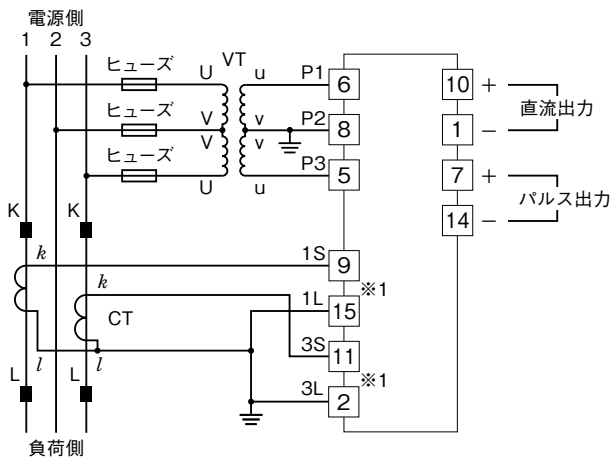 電源側
1 2 3
ヒューズ
VT
U u P1 6 10 +
直流出力
ヒューズ
V v P2 8 1 −
V v
ヒューズ
U u P3 5 7 +
パルス出力
14 −
K K
k 1S 9
※1
k 1L 15
CT
3S 11
※1
l l
L L 3L 2
負荷側